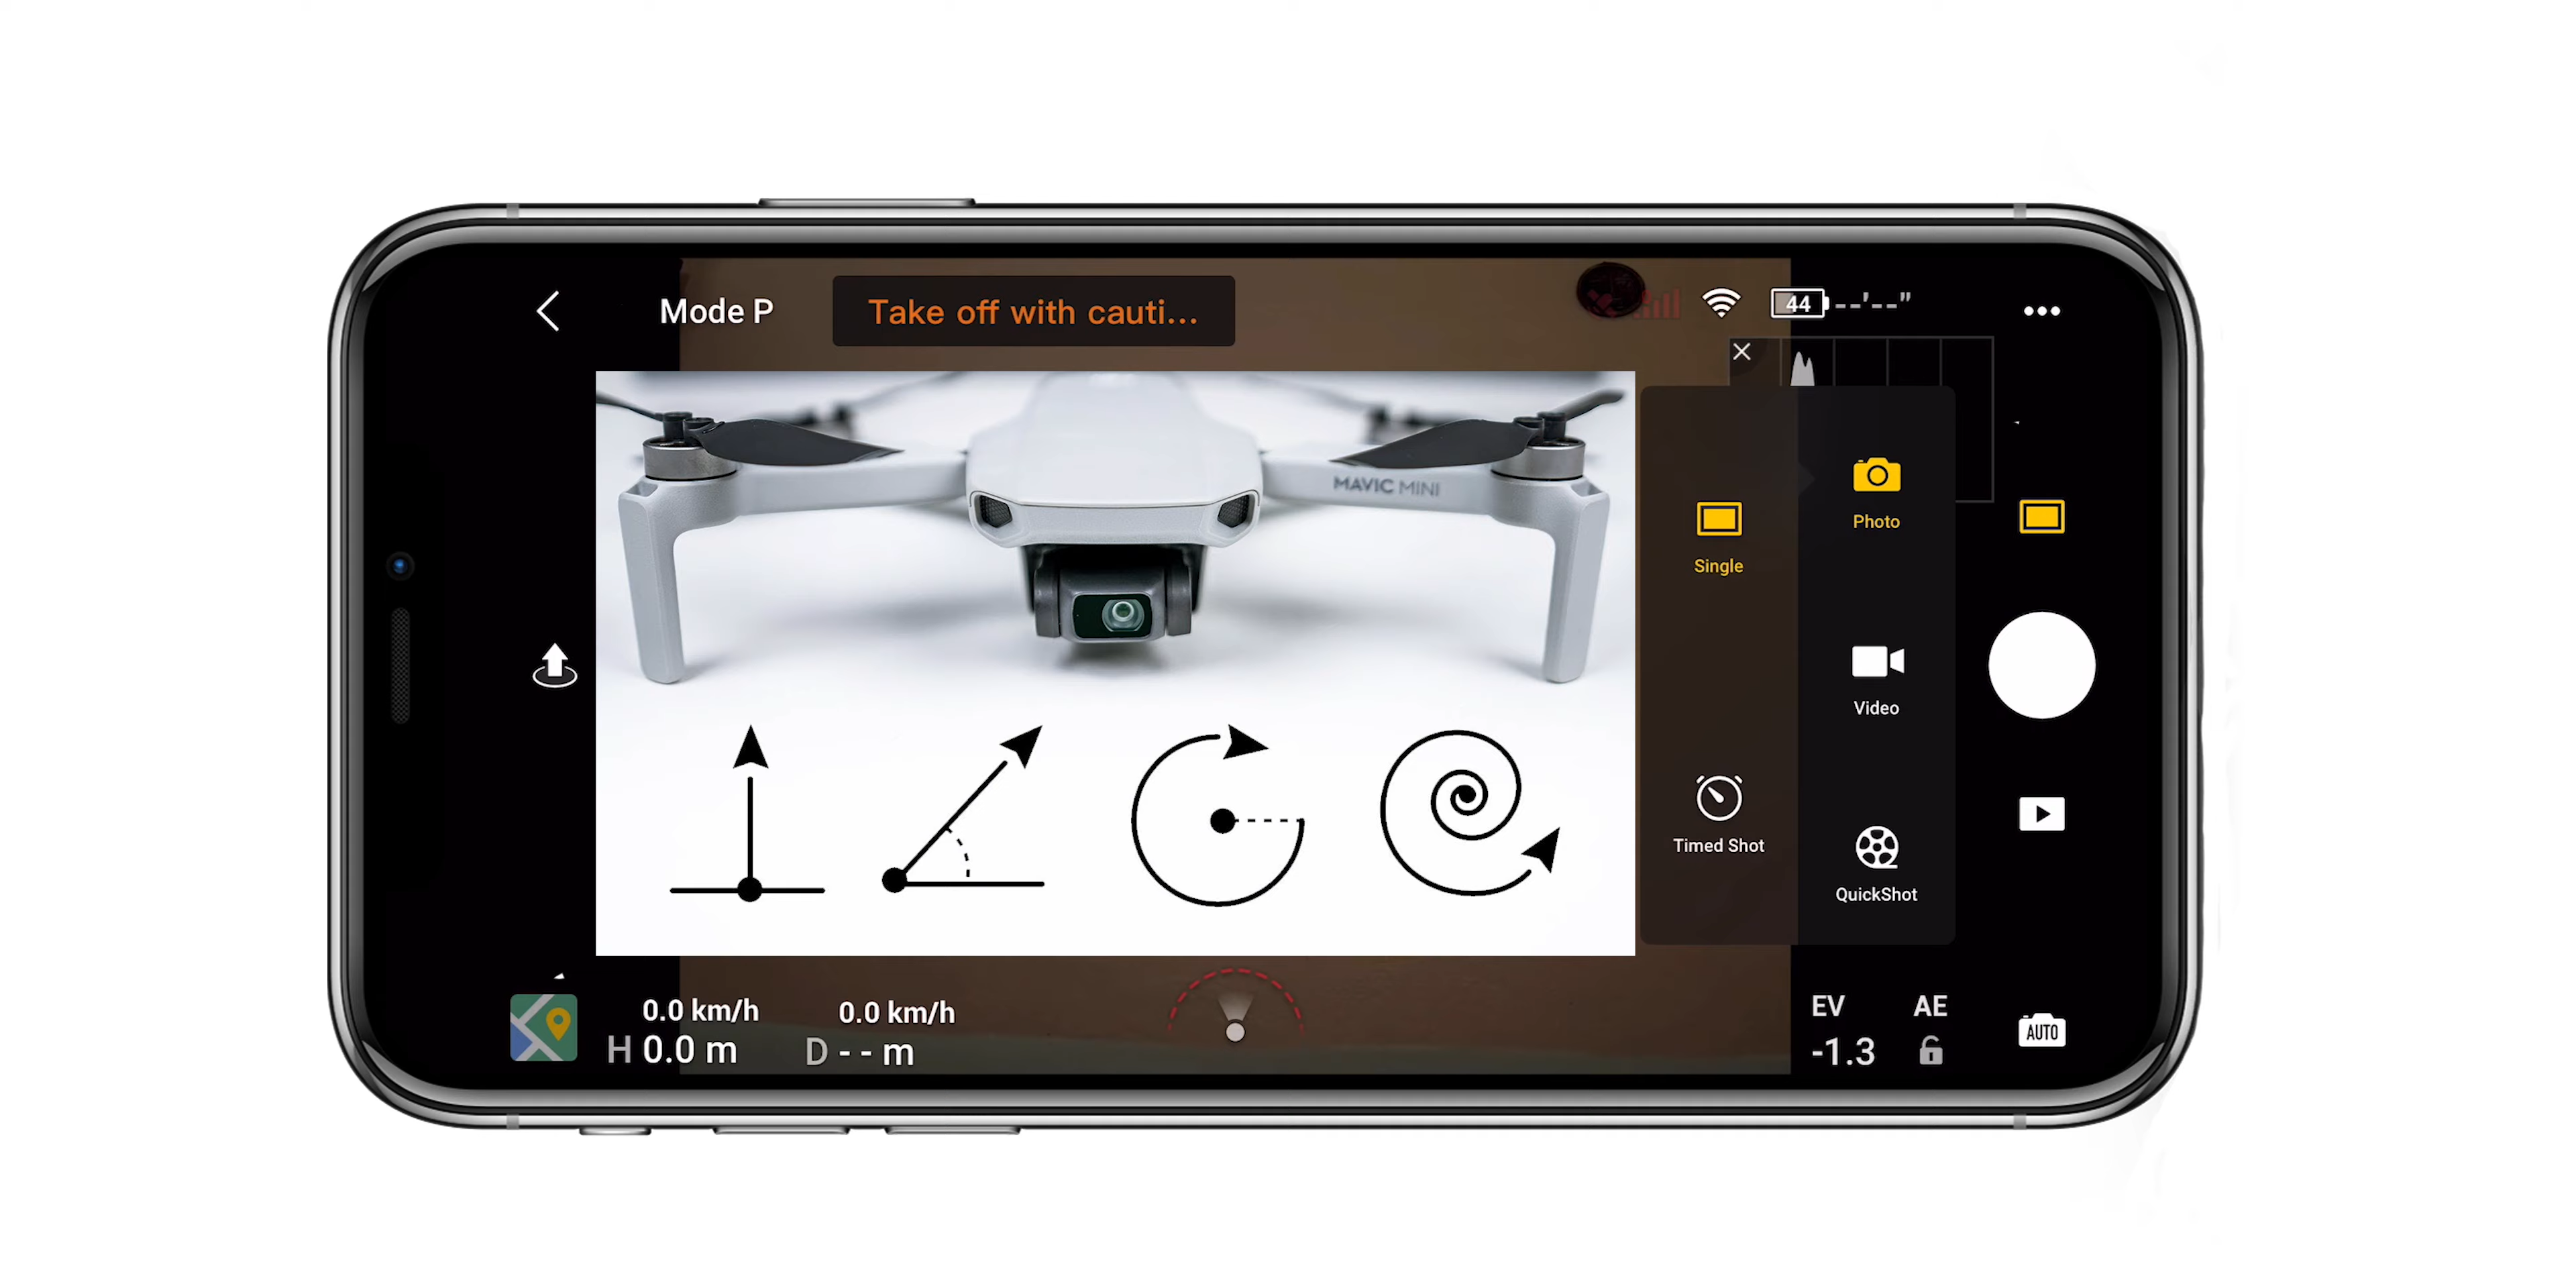 Mode P
Take off with cauti...
44
--'--"
MAVIC MINI
Single
Timed Shot
Photo
Video
QuickShot
0.0 km/h
H 0.0 m
0.0 km/h
D - - m
EV
-1.3
AE
AUTO